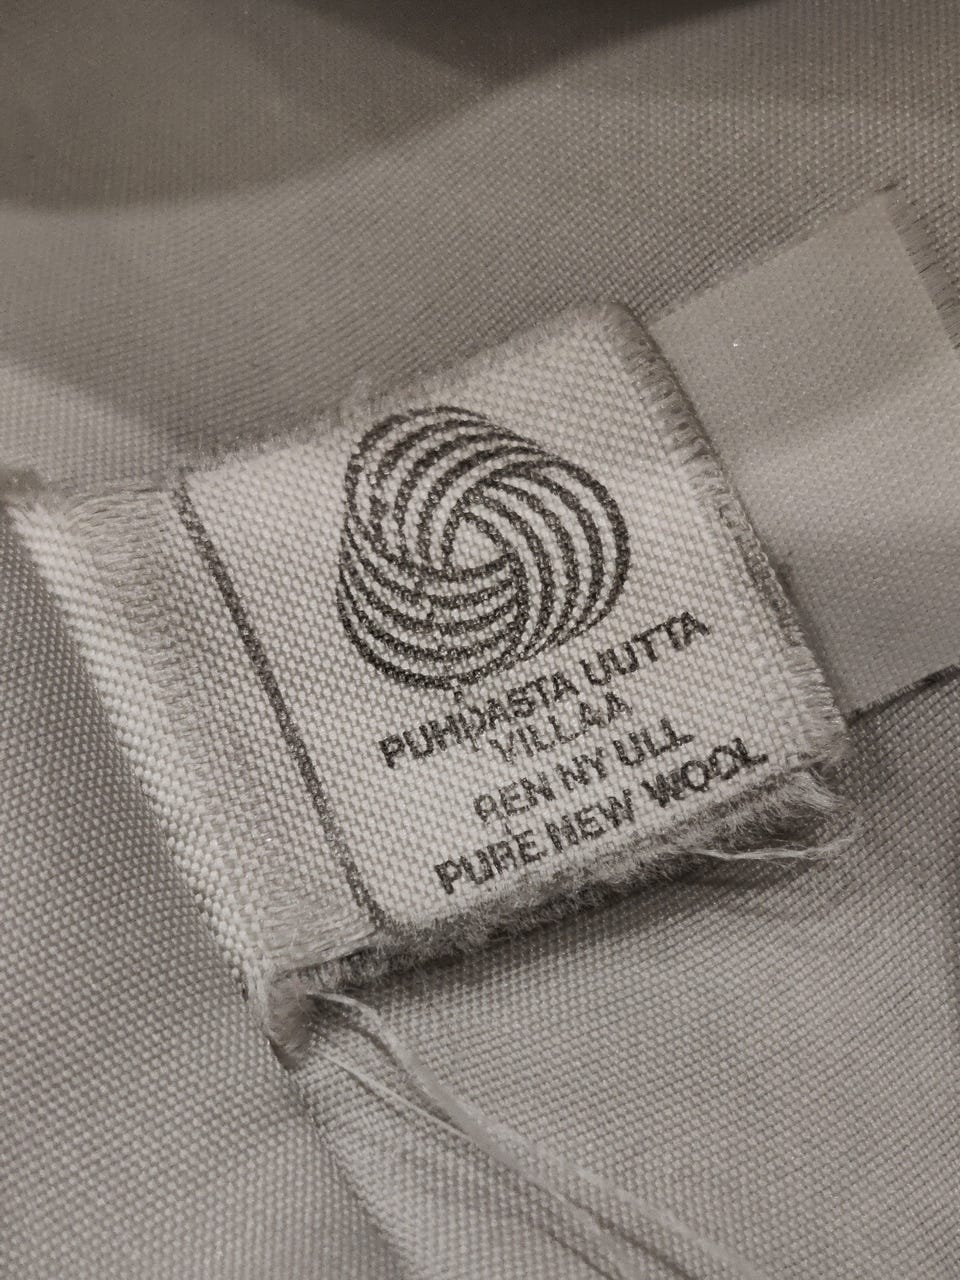 PUHDASTA UUTTA
VILLAA
REN NY ULL
PURE NEW WOOL